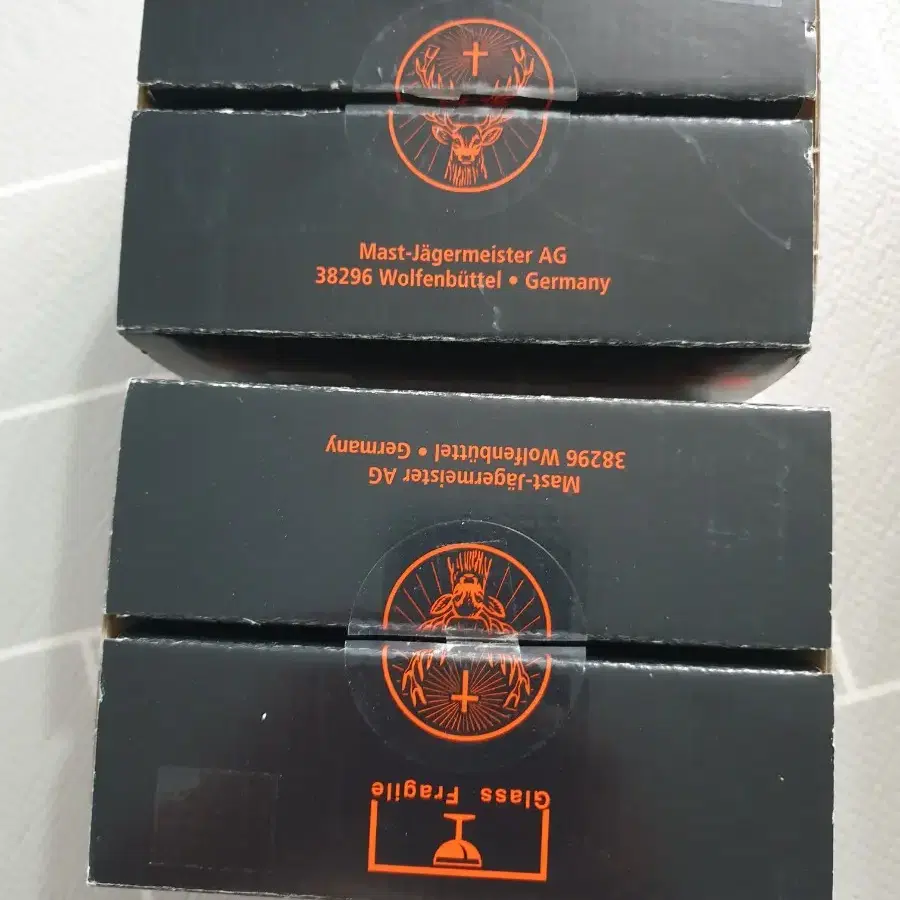 Mast-Jägermeister AG
38296 Wolfenbüttel • Germany
Mast-Jägermeister AG
38296 Wolfenbüttel • Germany
Glass Fragile